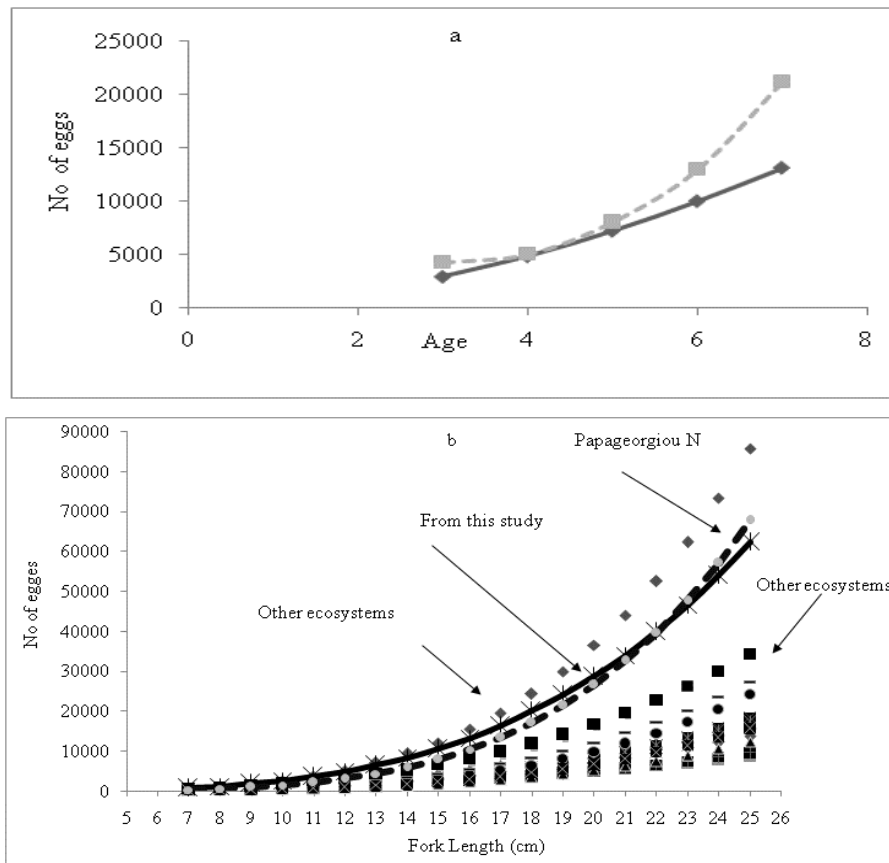 a
25000
20000
15000
10000
5000
0
No of eggs
0 2 4 6 8
Age
b
90000
80000
70000
60000
50000
40000
30000
20000
10000
0
No of egges
Papageorgiou N
From this study
Other ecosystems
Other ecosystems
5 6 7 8 9 10 11 12 13 14 15 16 17 18 19 20 21 22 23 24 25 26
Fork Length (cm)